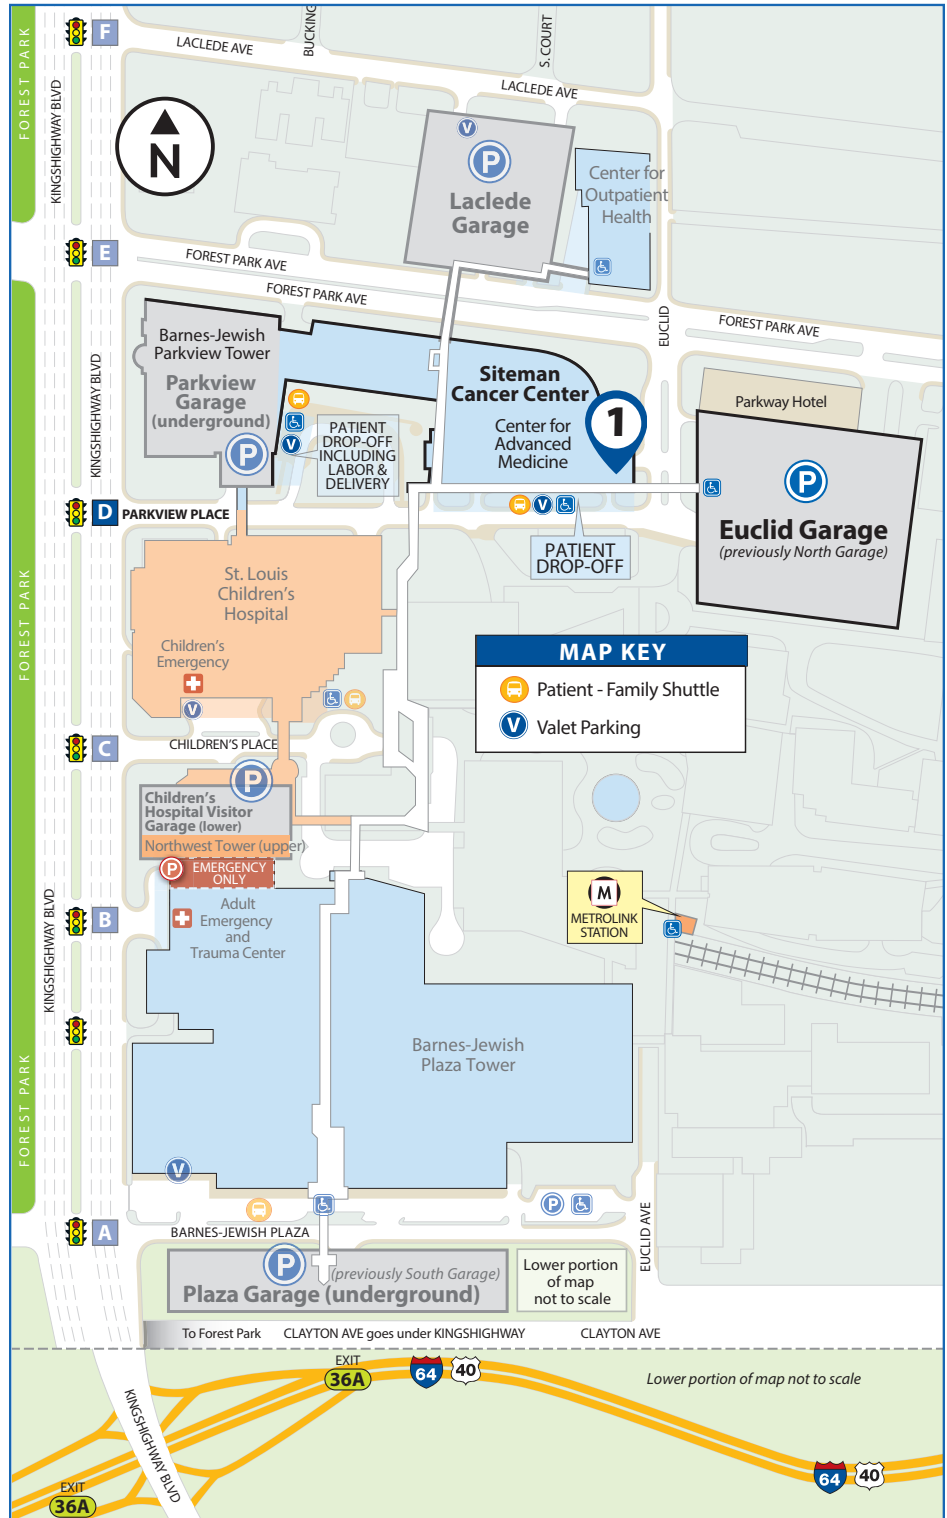 F
BUCKING
S. COURT
LACLEDE AVE
LACLEDE AVE
FOREST PARK
KINGSHIGHWAY BLVD
N
V
P
Laclede
Garage
Center for
Outpatient
Health
E
FOREST PARK AVE
FOREST PARK AVE
FOREST PARK AVE
EUCLID
Barnes-Jewish
Parkview Tower
Parkview
Garage
(underground)
P
KINGSHIGHWAY BLVD
V
PATIENT
DROP-OFF
INCLUDING
LABOR &
DELIVERY
Siteman
Cancer Center
Center for
Advanced
Medicine
1
Parkway Hotel
P
Euclid Garage
(previously North Garage)
D
PARKVIEW PLACE
V
PATIENT
DROP-OFF
St. Louis
Children's
Hospital
FOREST PARK
Children's
Emergency
V
MAP KEY
Patient - Family Shuttle
V
Valet Parking
C
CHILDREN'S PLACE
P
Children's
Hospital Visitor
Garage (lower)
Northwest Tower (upper)
P
EMERGENCY
ONLY
Adult
Emergency
and
Trauma Center
B
KINGSHIGHWAY BLVD
M
METROLINK
STATION
Barnes-Jewish
Plaza Tower
FOREST PARK
V
P
A
BARNES-JEWISH PLAZA
EUCLID AVE
P
(previously South Garage)
Plaza Garage (underground)
Lower portion
of map
not to scale
To Forest Park
CLAYTON AVE goes under KINGSHIGHWAY
CLAYTON AVE
EXIT
36A
64
40
Lower portion of map not to scale
KINGSHIGHWAY BLVD
64
40
EXIT
36A